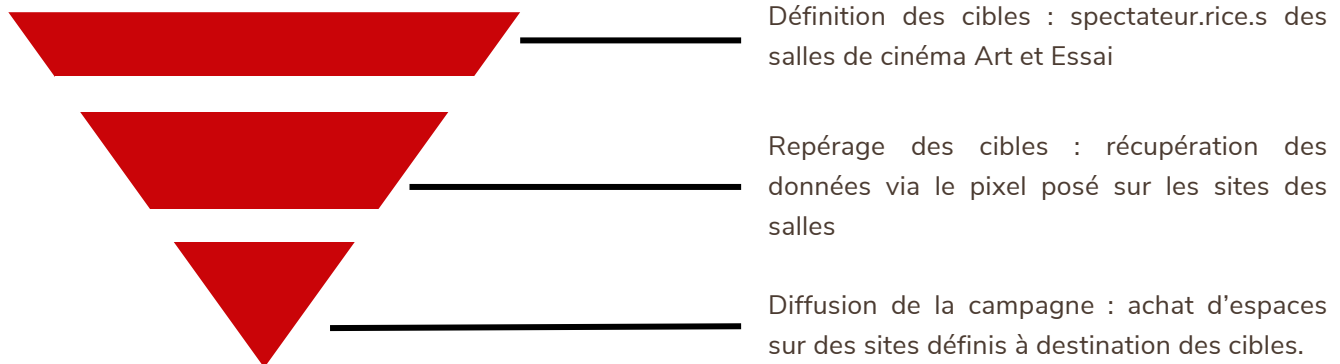 Définition des cibles : spectateur.rice.s des
salles de cinéma Art et Essai
Repérage des cibles : récupération des
données via le pixel posé sur les sites des
salles
Diffusion de la campagne : achat d’espaces
sur des sites définis à destination des cibles.